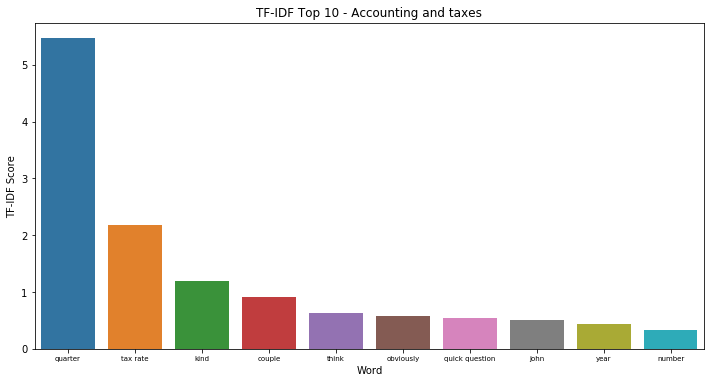 TF-IDF Top 10 - Accounting and taxes
TF-IDF Score
5
4
3
2
1
0
quarter tax rate kind couple think obviously quick question john year number
Word